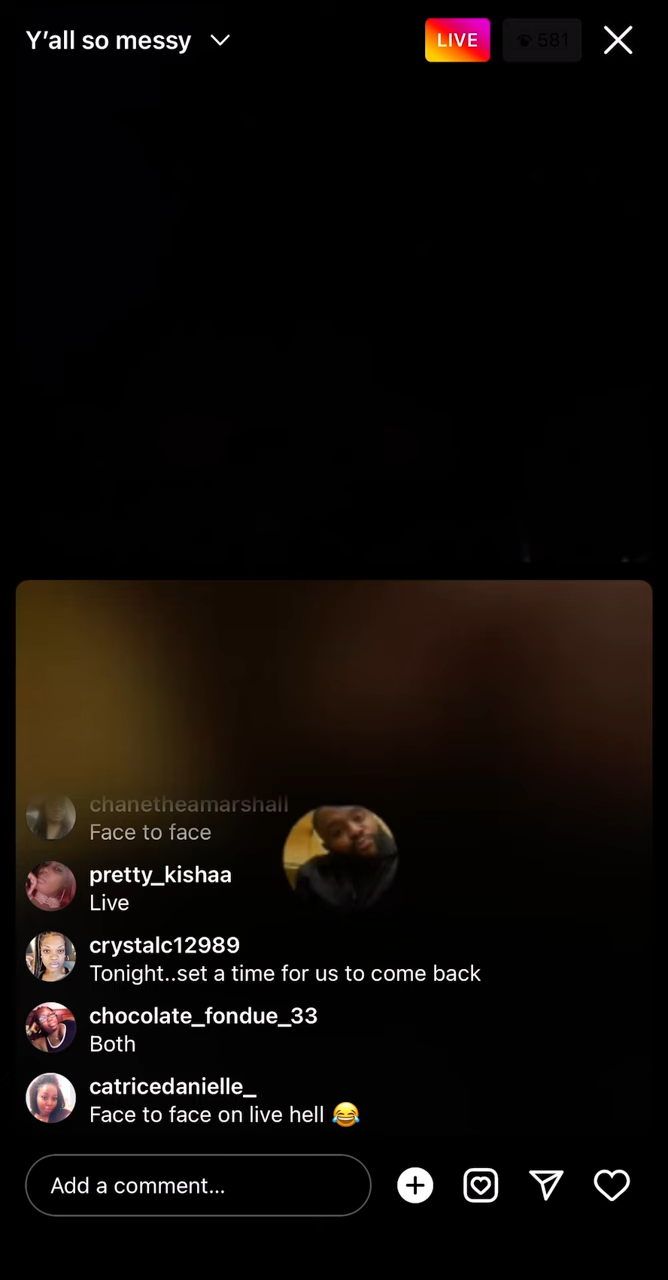 Y’all so messy
LIVE
581
chanetheamarshall
Face to face
pretty_kishaa
Live
crystalc12989
Tonight..set a time for us to come back
chocolate_fondue_33
Both
catricedanielle_
Face to face on live hell 😂
Add a comment...